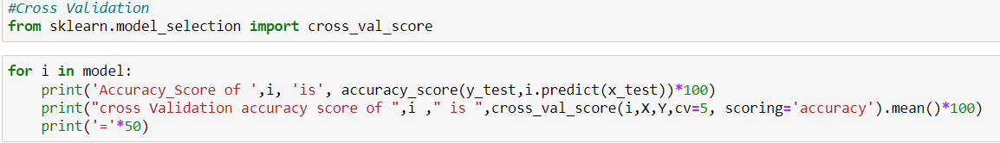 #Cross Validation
from sklearn.model_selection import cross_val_score
for i in model:
    print('Accuracy_Score of ',i, 'is', accuracy_score(y_test,i.predict(x_test))*100)
    print("cross Validation accuracy score of ",i ," is ",cross_val_score(i,X,Y,cv=5, scoring='accuracy').mean()*100)
    print('='*50)